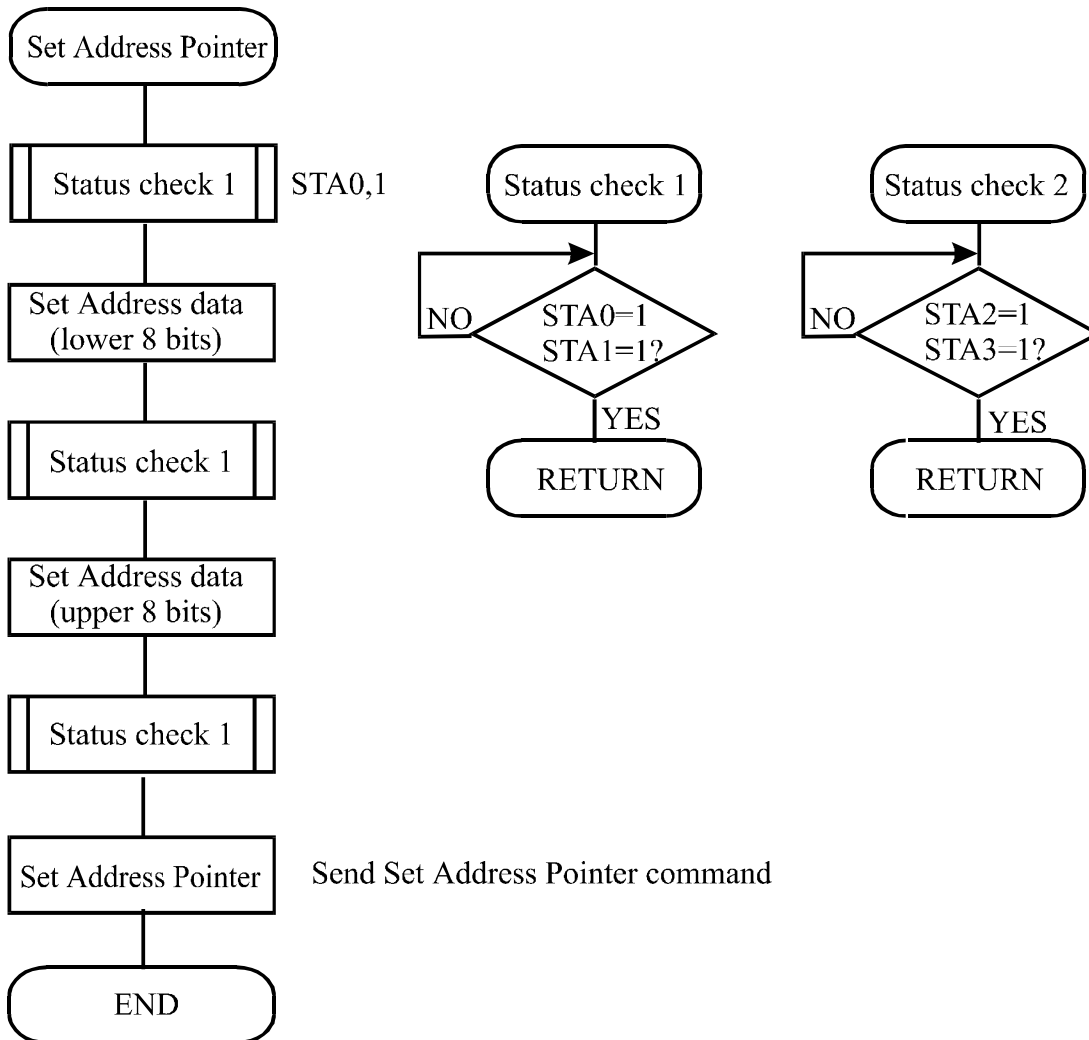 Set Address Pointer
Status check 1
STA0,1
Set Address data
(lower 8 bits)
Status check 1
Set Address data
(upper 8 bits)
Status check 1
Set Address Pointer
Send Set Address Pointer command
END
Status check 1
NO
STA0=1
STA1=1?
YES
RETURN
Status check 2
NO
STA2=1
STA3=1?
YES
RETURN